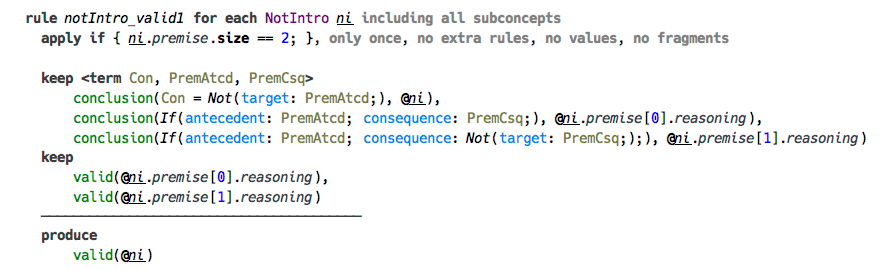 rule notIntro_valid1 for each NotIntro ni including all subconcepts
apply if { ni.premise.size == 2; }, only once, no extra rules, no values, no fragments
keep <term Con, PremAtcd, PremCsq>
conclusion(Con = Not(target: PremAtcd;), @ni),
conclusion(If(antecedent: PremAtcd; consequence: PremCsq;), @ni.premise[0].reasoning),
conclusion(If(antecedent: PremAtcd; consequence: Not(target: PremCsq;);), @ni.premise[1].reasoning)
keep
valid(@ni.premise[0].reasoning),
valid(@ni.premise[1].reasoning)
produce
valid(@ni)